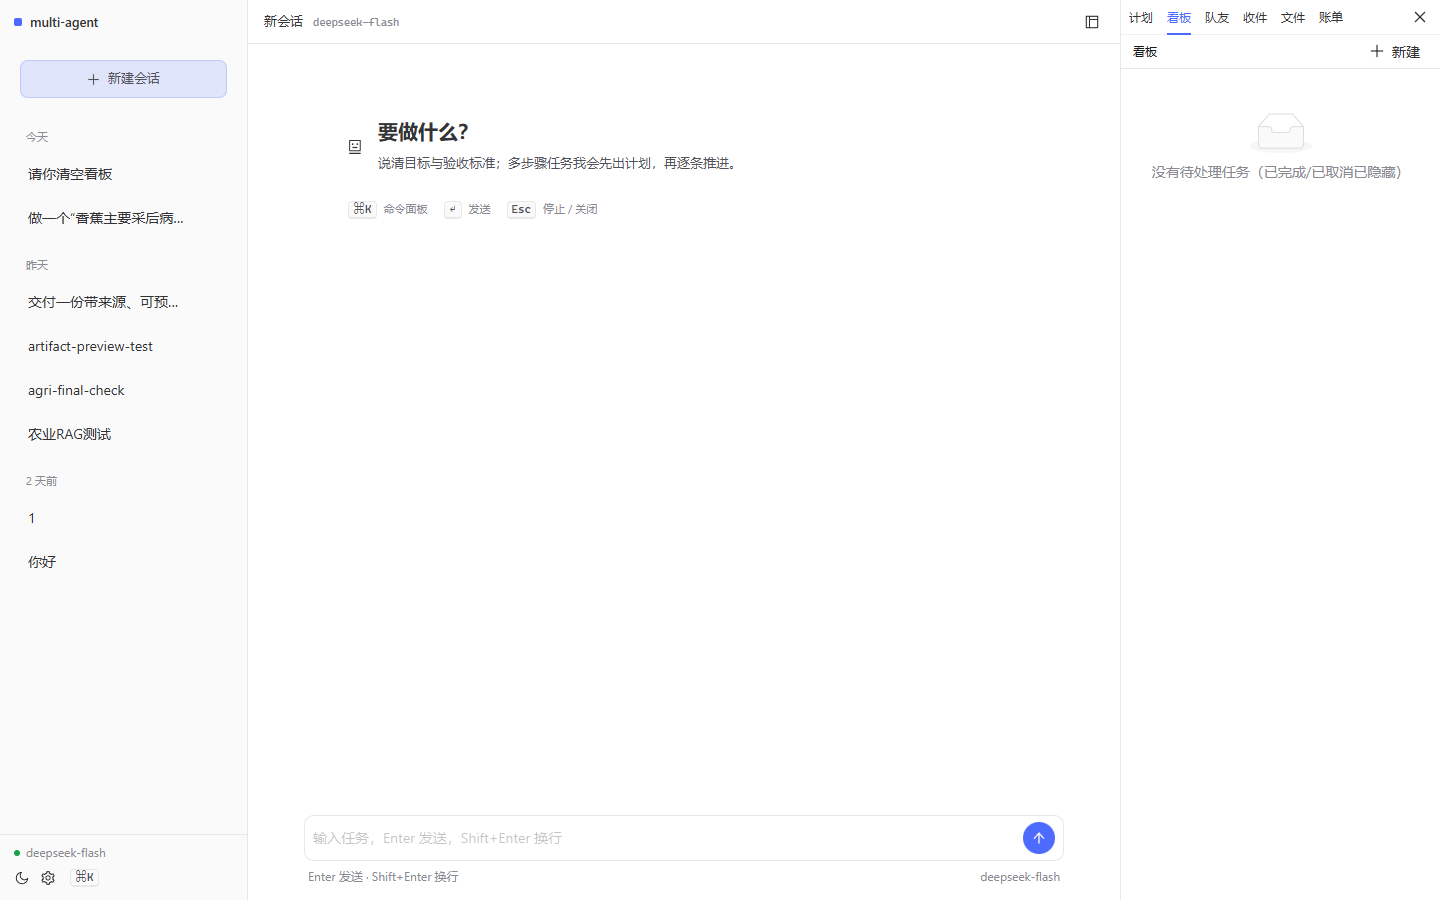 multi-agent
新建会话
今天
请你清空看板
做一个“香蕉主要采后病...
昨天
交付一份带来源、可预...
artifact-preview-test
agri-final-check
农业RAG测试
2 天前
1
你好
deepseek-flash
⌘K
新会话 deepseek-flash
要做什么？
说清目标与验收标准；多步骤任务我会先出计划，再逐条推进。
⌘K 命令面板 ↵ 发送 Esc 停止 / 关闭
输入任务，Enter 发送，Shift+Enter 换行
Enter 发送 · Shift+Enter 换行 deepseek-flash
计划 看板 队友 收件 文件 账单
看板 新建
没有待处理任务（已完成/已取消已隐藏）